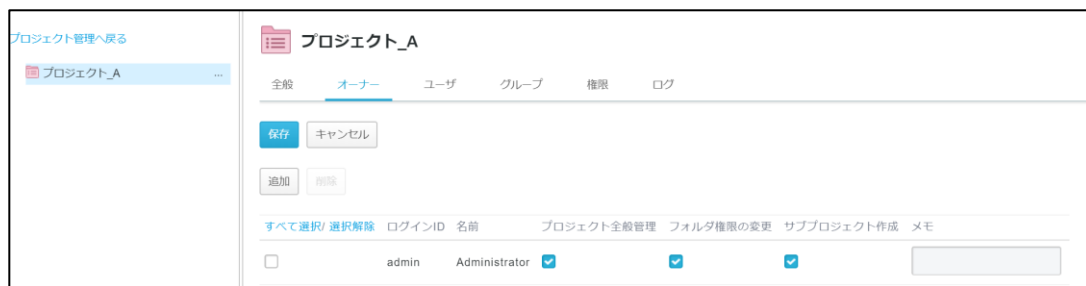 プロジェクト管理へ戻る
プロジェクト_A
...
プロジェクト_A
全般 オーナー ユーザ グループ 権限 ログ
保存 キャンセル
追加 削除
すべて選択/ 選択解除 ログインID 名前 プロジェクト全般管理 フォルダ権限の変更 サブプロジェクト作成 メモ
admin Administrator